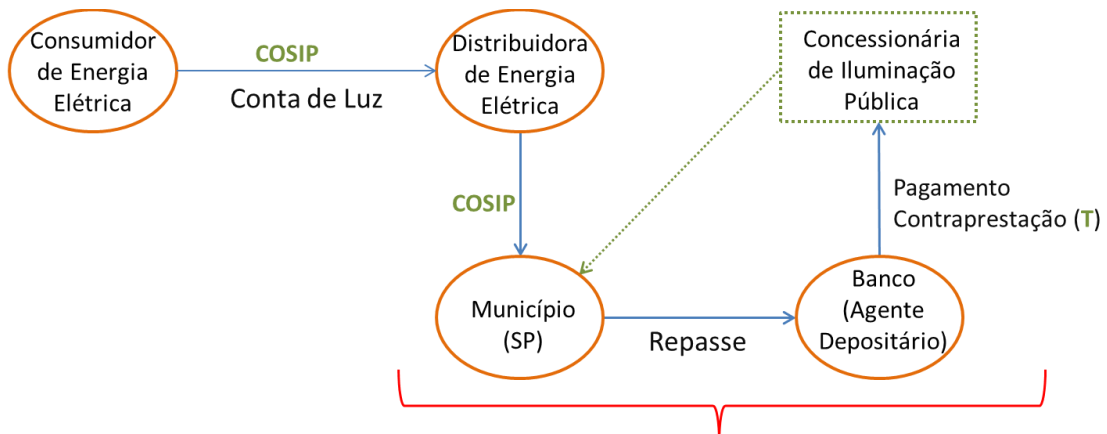 Consumidor
de Energia
Elétrica
COSIP
Conta de Luz
Distribuidora
de Energia
Elétrica
Concessionária
de Iluminação
Pública
COSIP
Pagamento
Contraprestação (T)
Município
(SP)
Repasse
Banco
(Agente
Depositário)